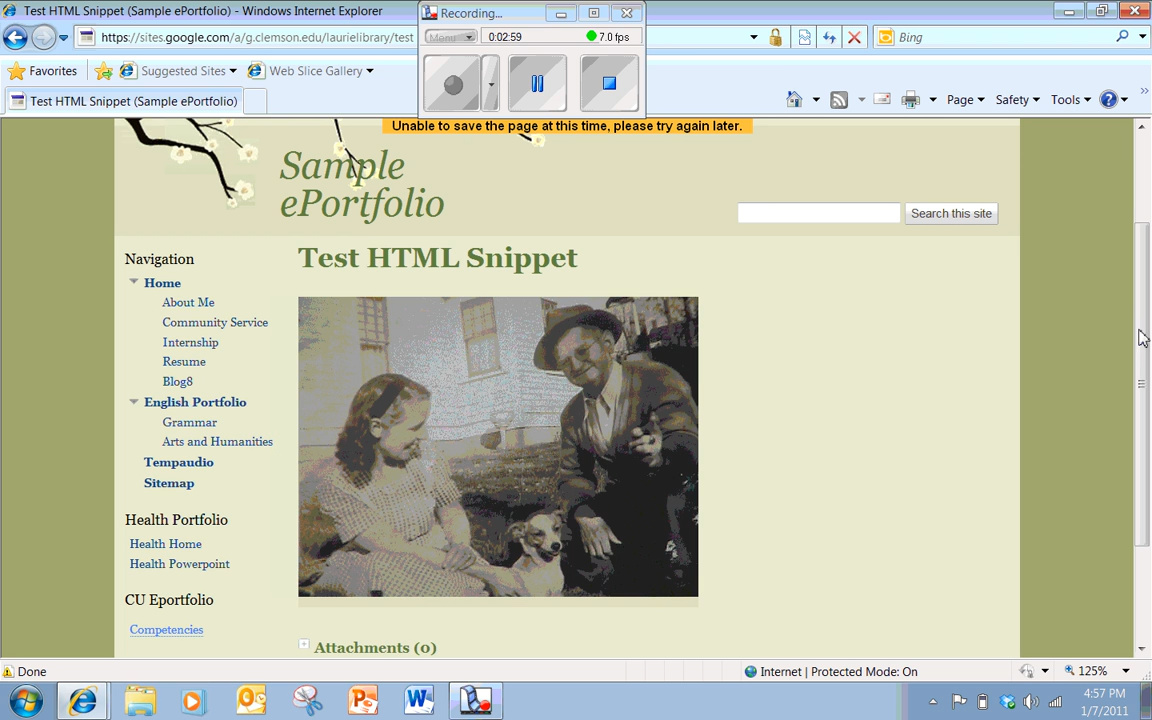 Test HTML Snippet (Sample ePortfolio) - Windows Internet Explorer
Recording...
https://sites.google.com/a/g.clemson.edu/laurielibrary/test
Menu
0:02:59
7.0 fps
Bing
Favorites
Suggested Sites
Web Slice Gallery
Test HTML Snippet (Sample ePortfolio)
Page
Safety
Tools
Unable to save the page at this time, please try again later.
Sample
ePortfolio
Search this site
Test HTML Snippet
Navigation
Home
About Me
Community Service
Internship
Resume
Blog8
English Portfolio
Grammar
Arts and Humanities
Tempaudio
Sitemap
Health Portfolio
Health Home
Health Powerpoint
CU Eportfolio
Competencies
Attachments (0)
Done
Internet | Protected Mode: On
125%
4:57 PM
1/7/2011